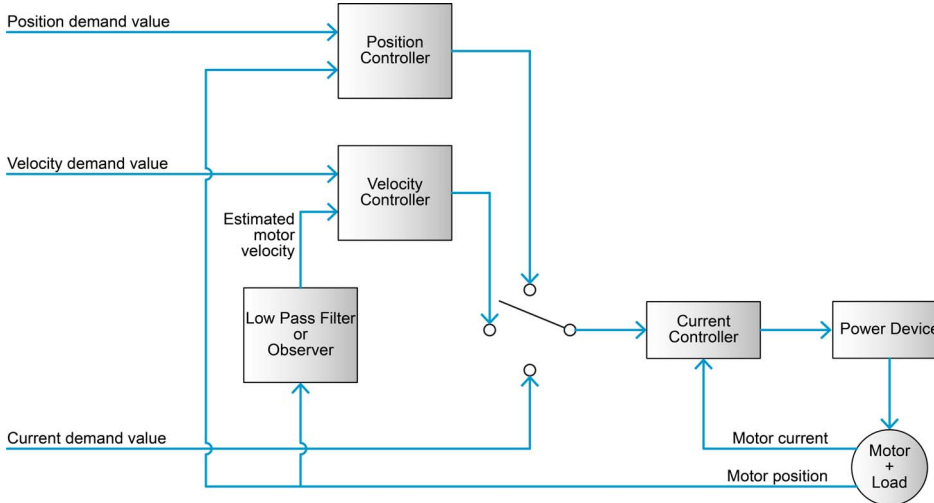 Position demand value
Position
Controller
Velocity demand value
Velocity
Controller
Estimated
motor
velocity
Low Pass Filter
or
Observer
Current
Controller
Power Device
Current demand value
Motor current
Motor position
Motor
+
Load